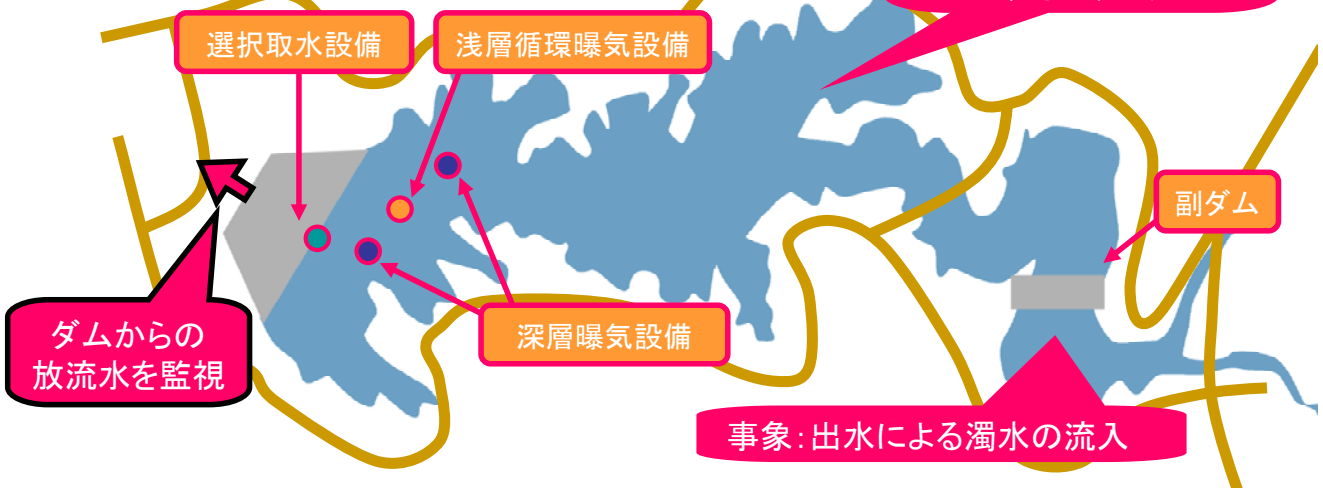 選択取水設備
浅層循環曝気設備
副ダム
深層曝気設備
ダムからの
放流水を監視
事象：出水による濁水の流入